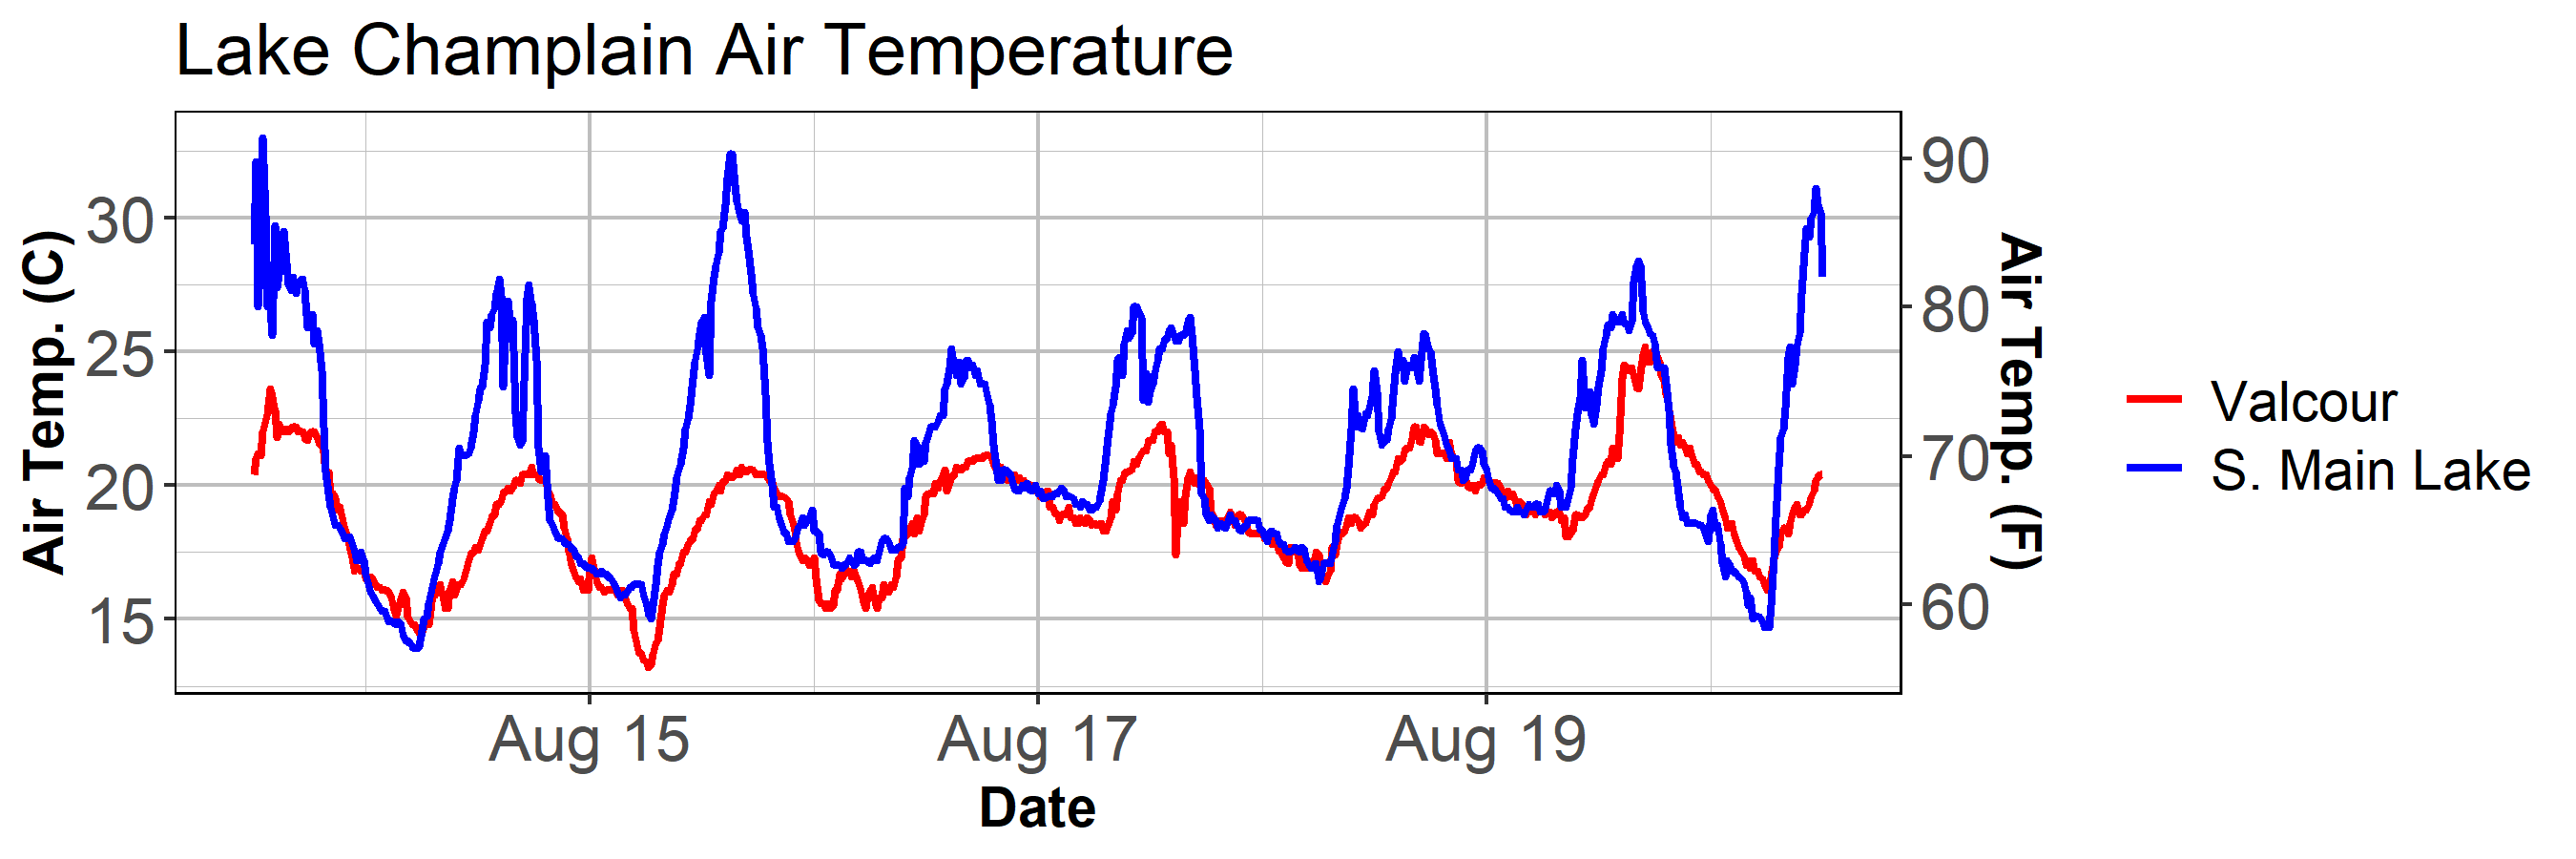 Lake Champlain Air Temperature
Air Temp. (C)
30
25
20
15
90
80
70
60
Air Temp. (F)
Aug 15
Aug 17
Aug 19
Date
Valcour
S. Main Lake